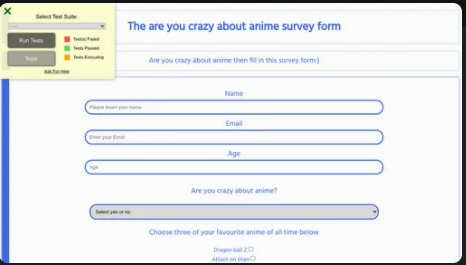 Select Test Suite:
The are you crazy about anime survey form
Run Tests
Test(s) Failed
Tests Passed
Tests Executing
Tests
Ask For Help
Are you crazy about anime then fill in this survey form:)
Name
Please insert your name
Email
Enter your Email
Age
Age
Are you crazy about anime?
Select yes or no
Choose three of your favourite anime of all time below
Dragon ball Z
Attack on titan